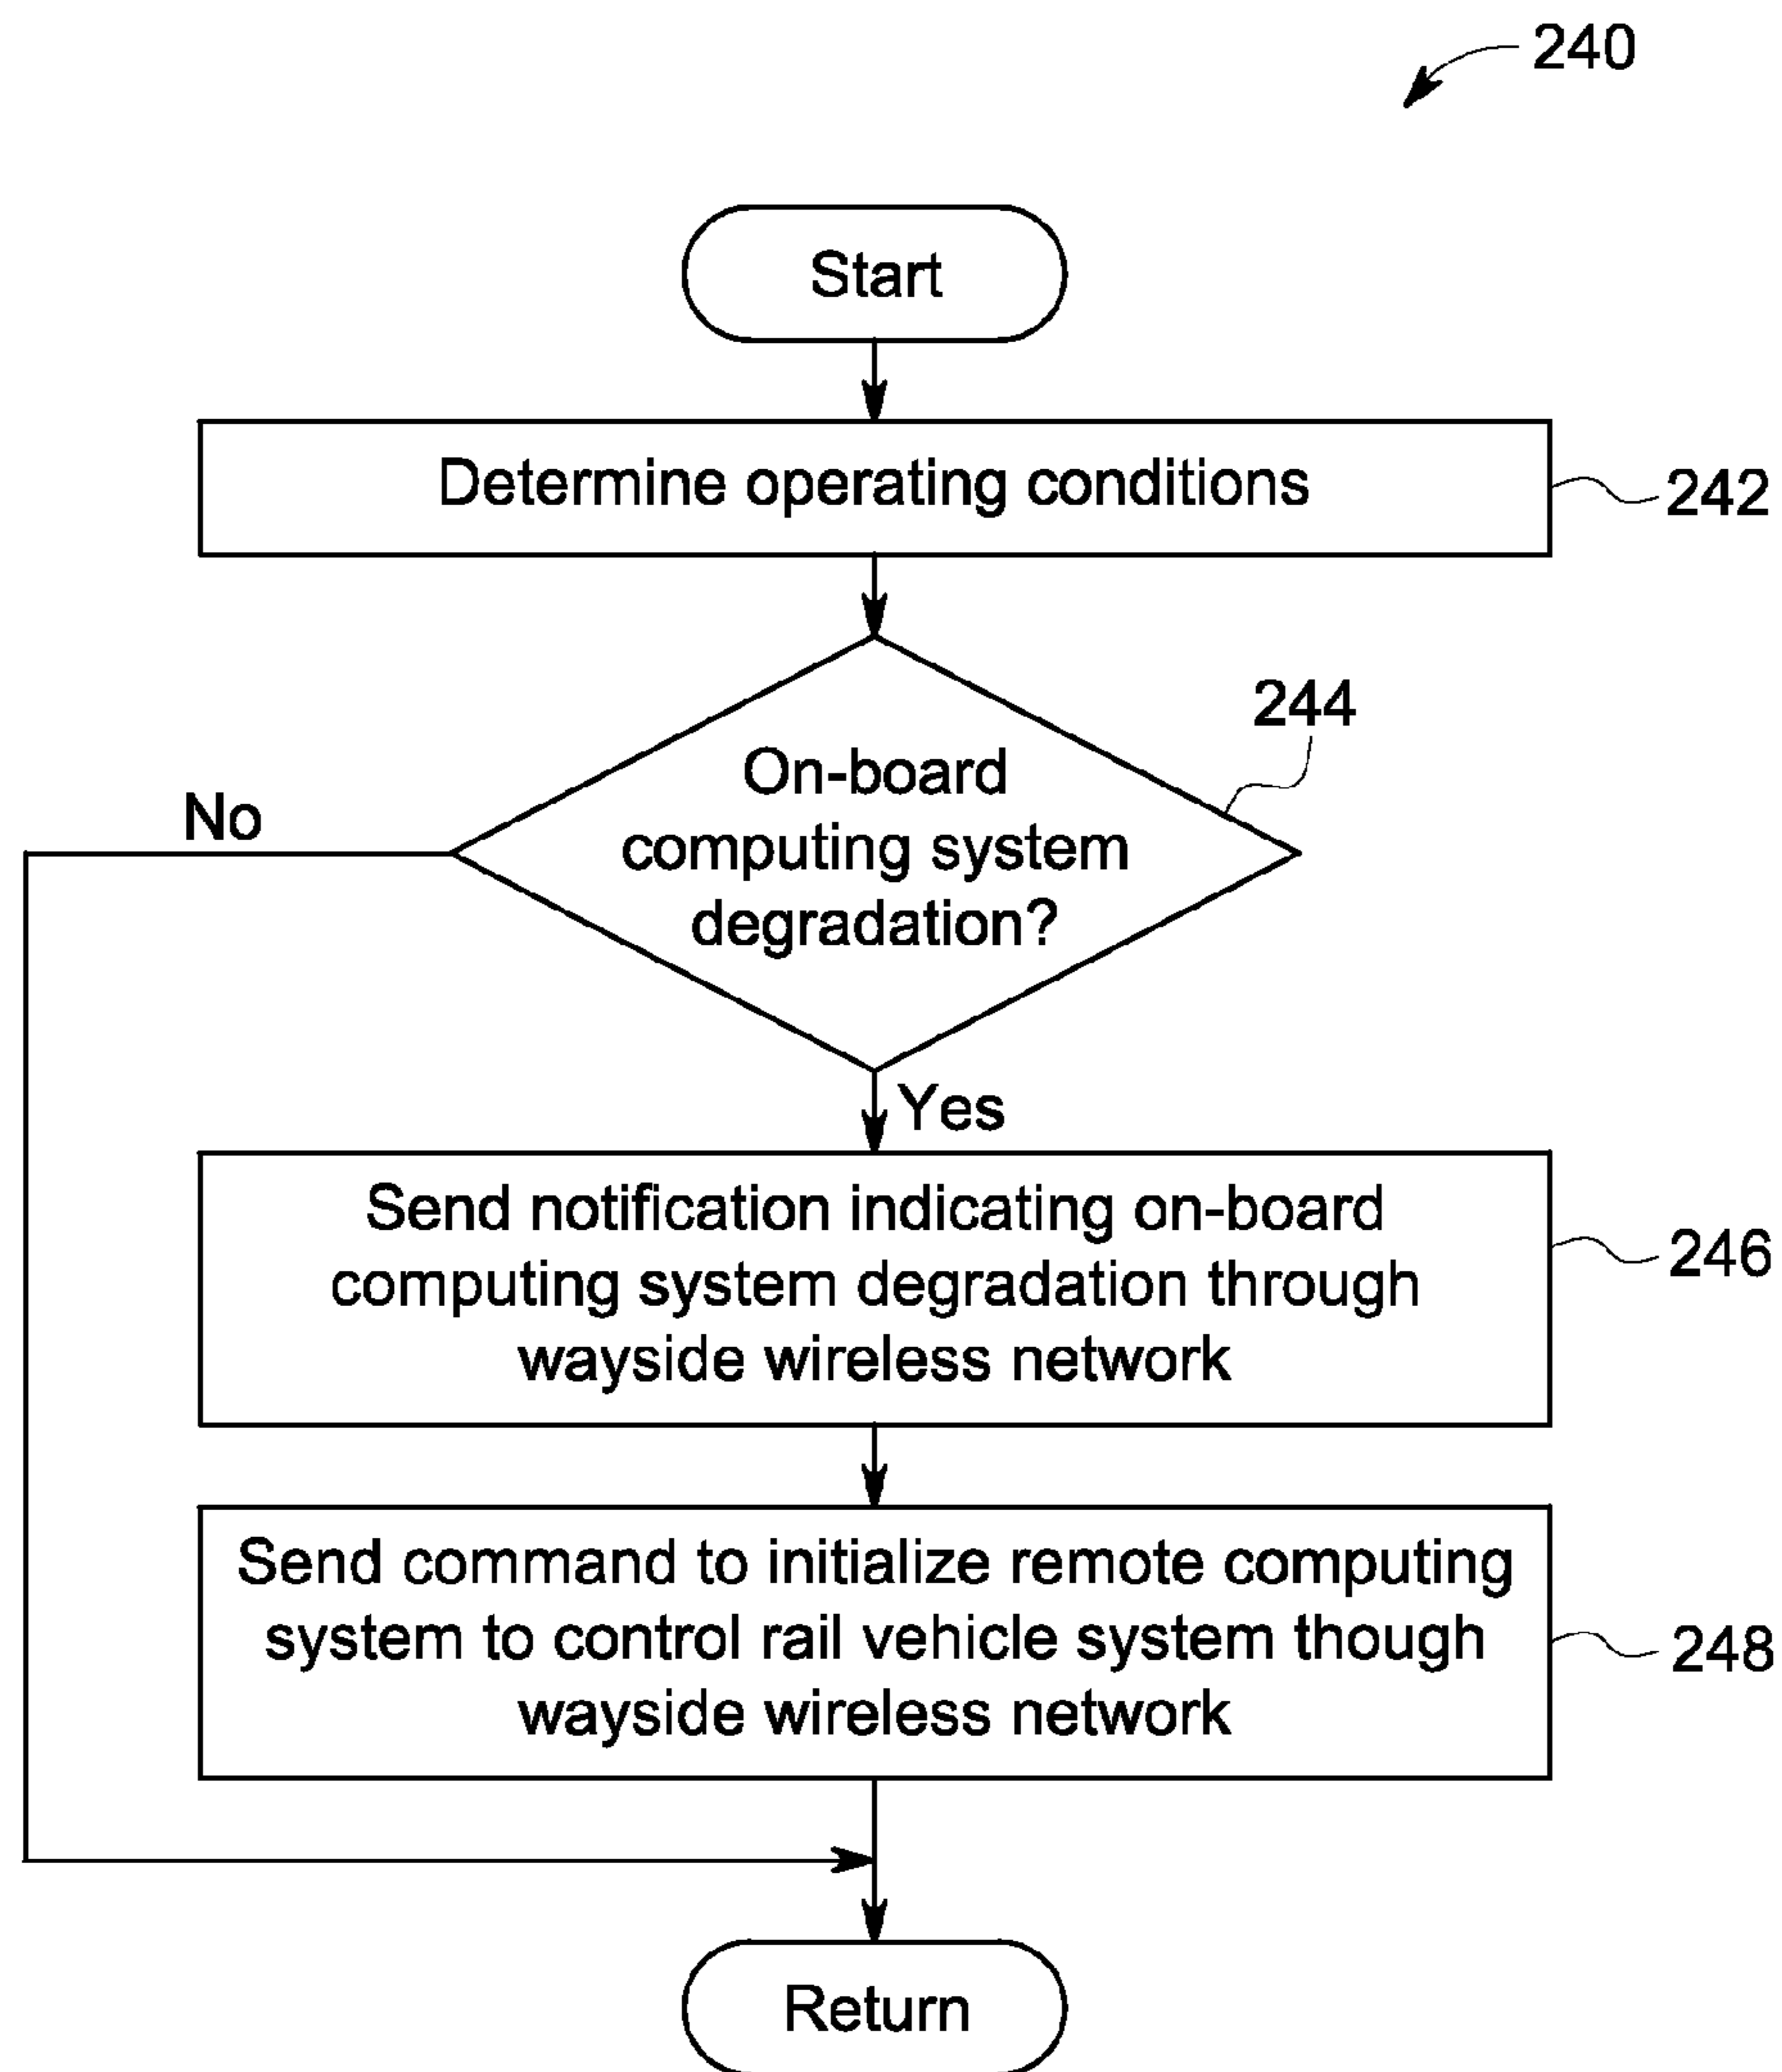 240
Start
Determine operating conditions
242
244
On-board
computing system
degradation?
No
Yes
Send notification indicating on-board
computing system degradation through
wayside wireless network
246
Send command to initialize remote computing
system to control rail vehicle system though
wayside wireless network
248
Return